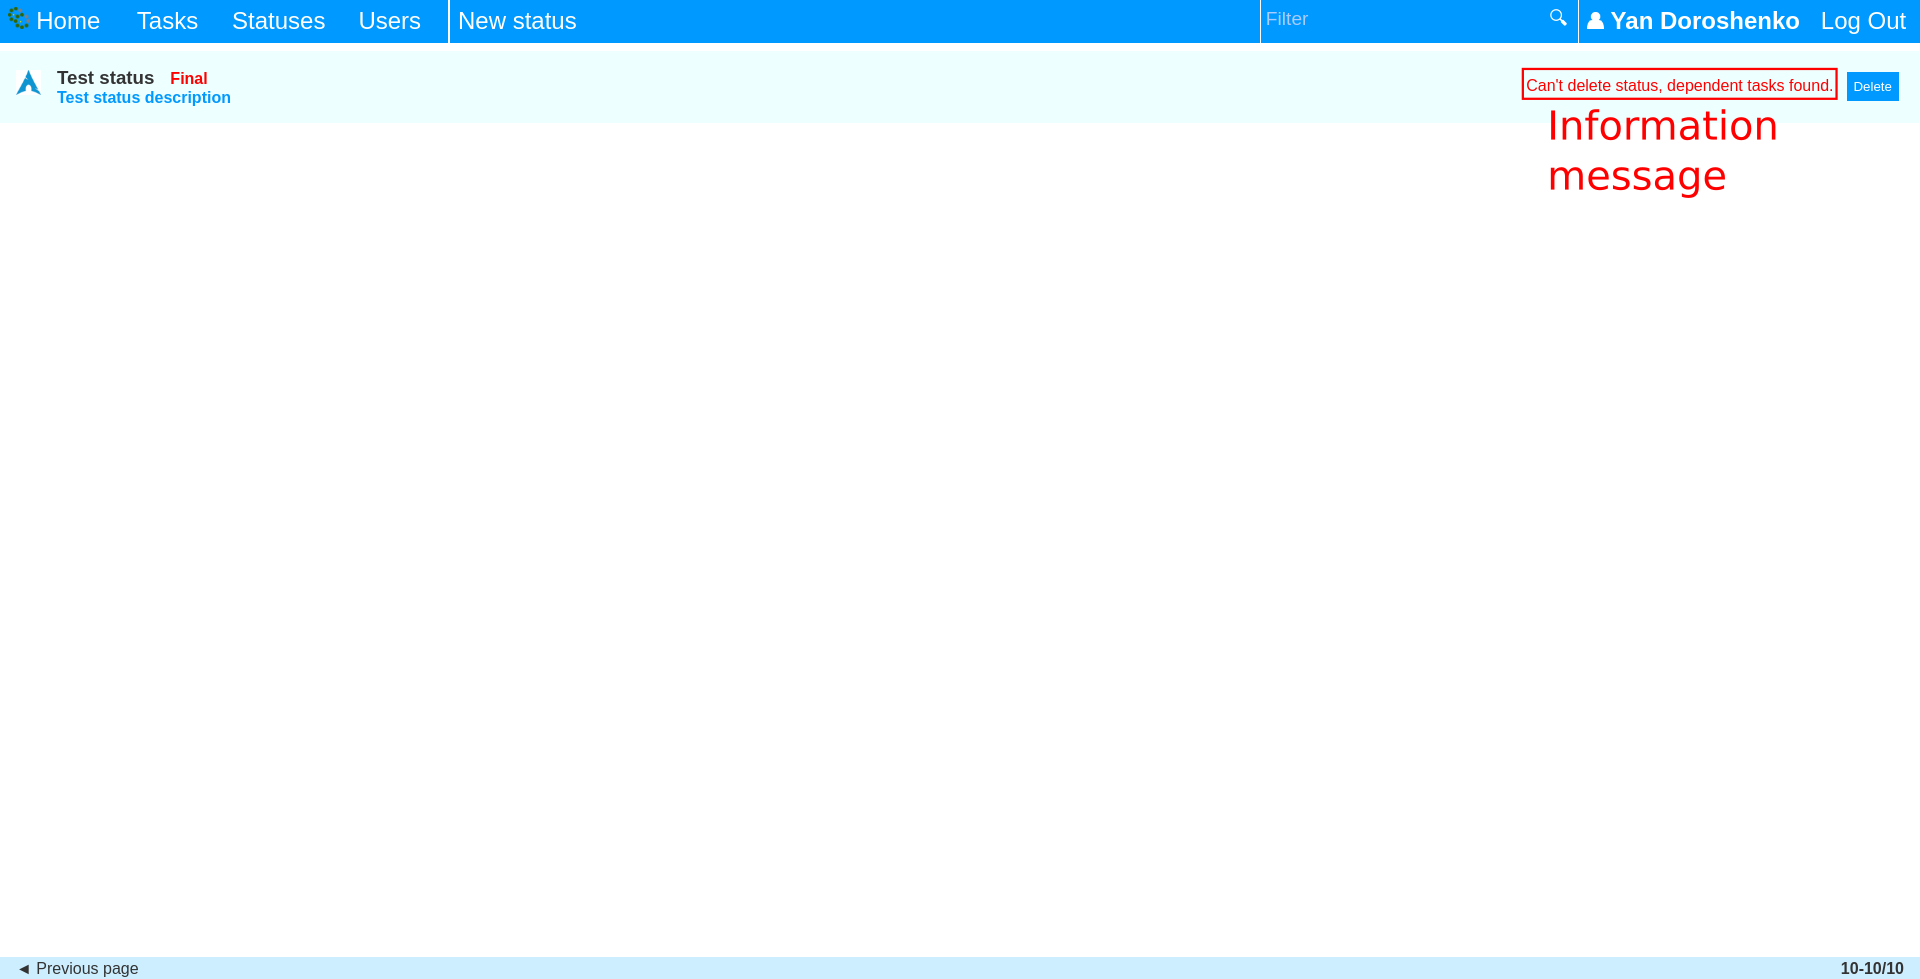 Home Tasks Statuses Users New status Filter Yan Doroshenko Log Out
Test status Final
Test status description
Can't delete status, dependent tasks found. Delete
Information
message
◄ Previous page 10-10/10